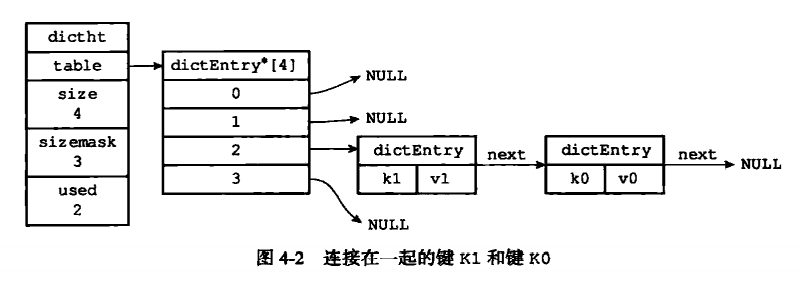 dictht
table
size
4
sizemask
3
used
2
dictEntry*[4]
0
1
2
3
NULL
NULL
dictEntry
k1 v1
next
dictEntry
k0 v0
next
NULL
NULL
图 4-2 连接在一起的键 K1 和键 K0